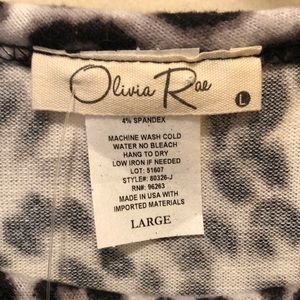 Olivia Rae
L
4% SPANDEX
MACHINE WASH COLD
WATER NO BLEACH
HANG TO DRY
LOW IRON IF NEEDED
LOT: 51607
STYLE#: 80326-J
RN#: 96263
MADE IN USA WITH
IMPORTED MATERIALS
LARGE